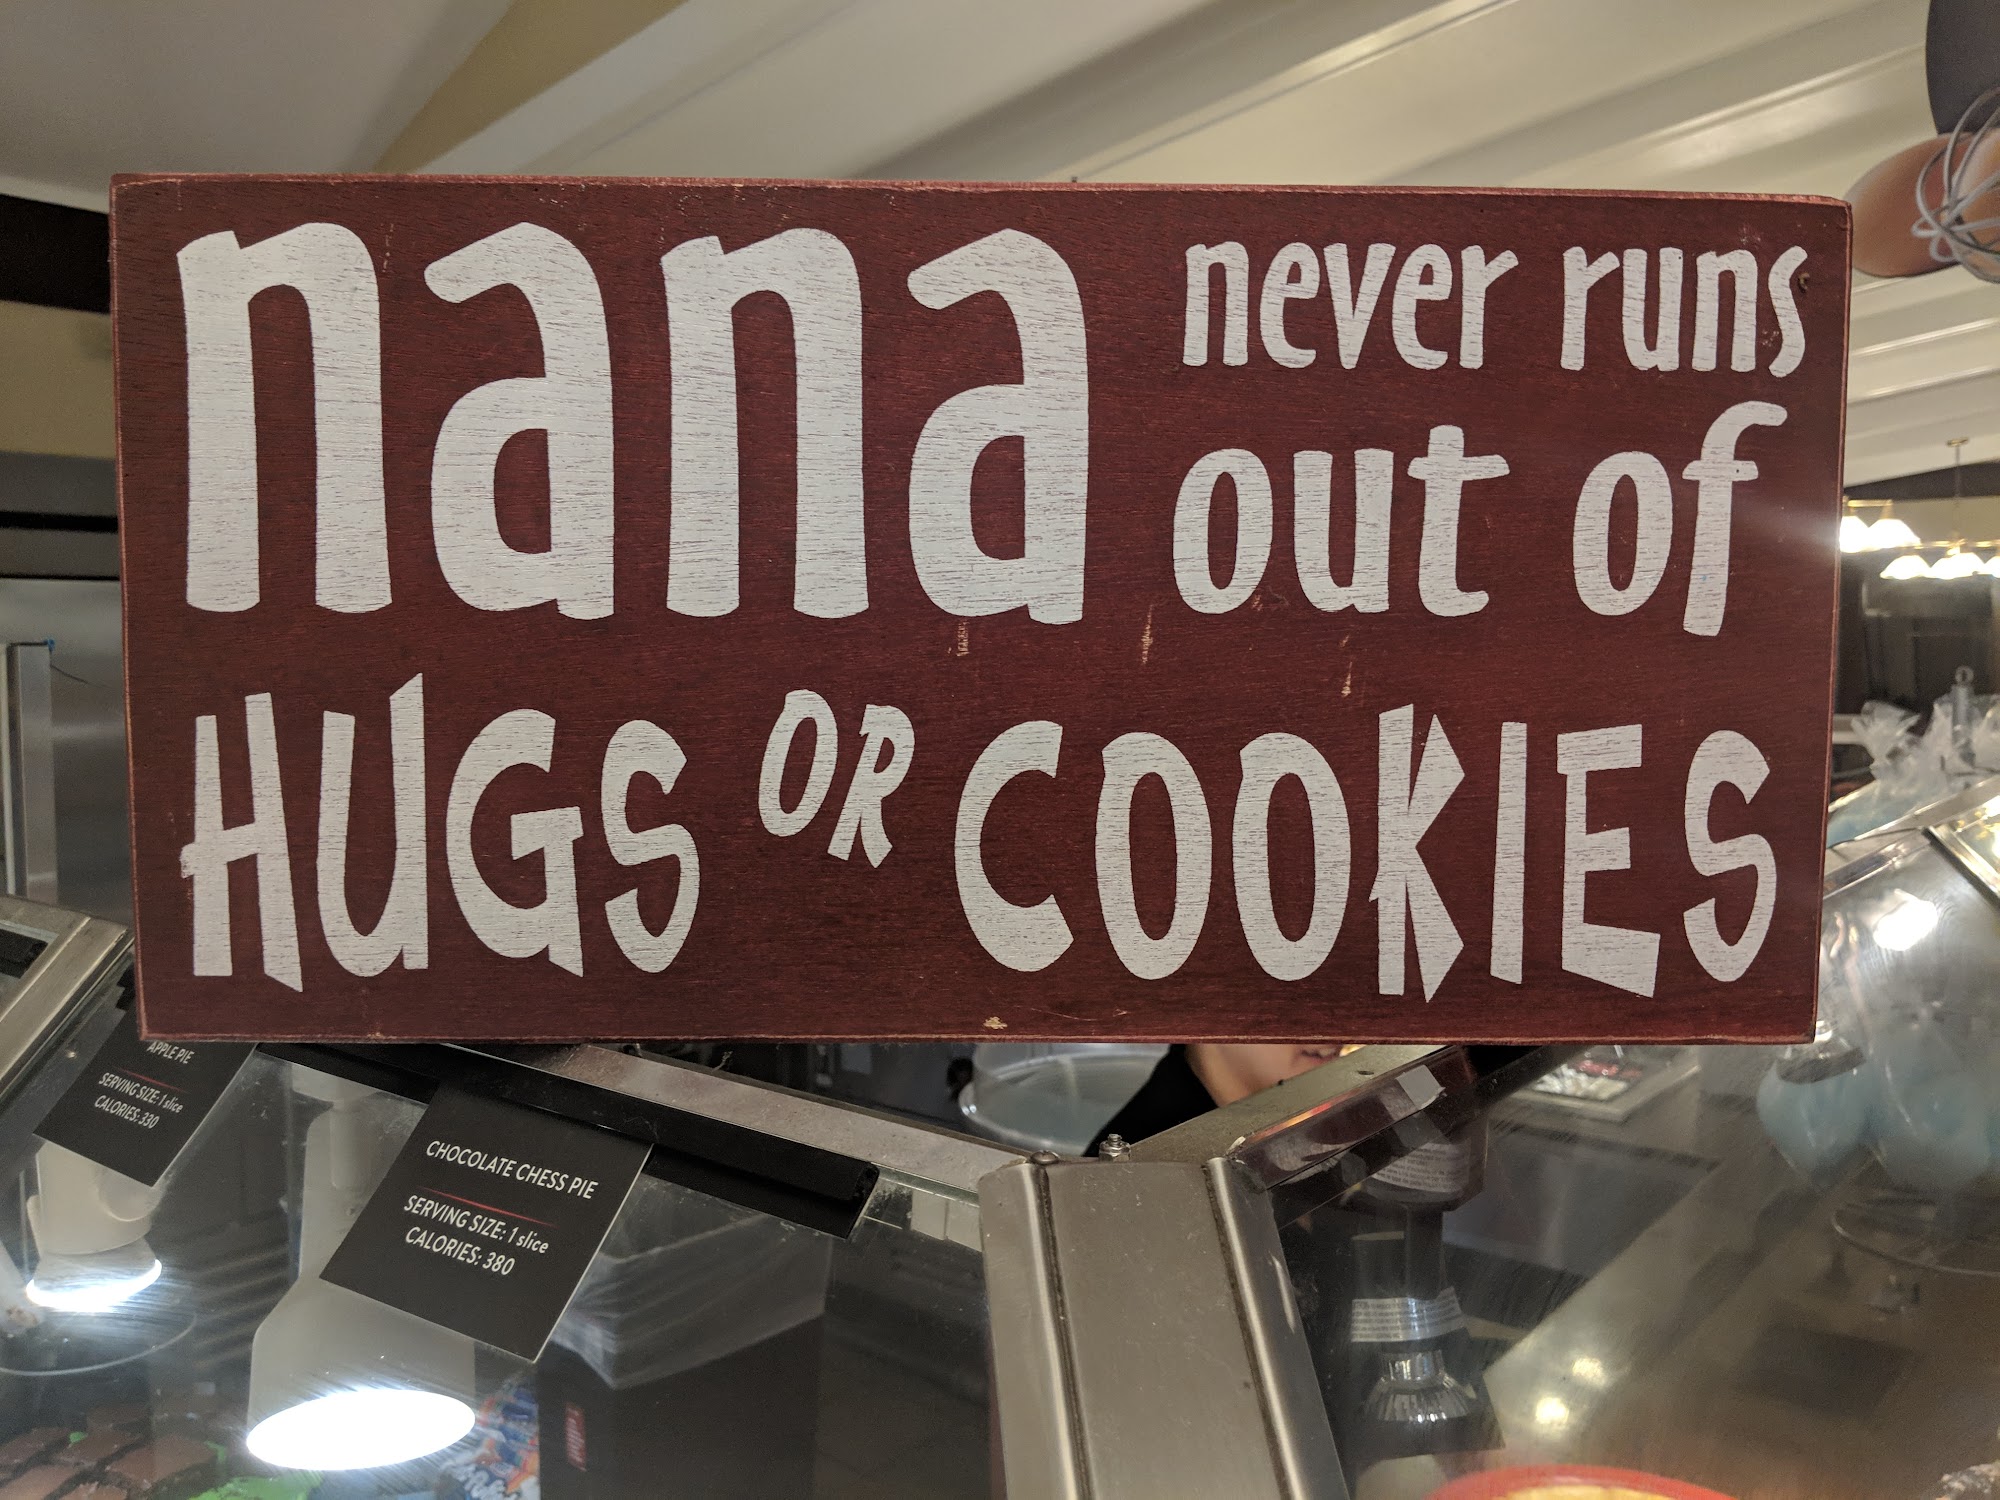 nana never runs
out of
HUGS OR COOKIES
APPLE PIE
SERVING SIZE: 1 slice
CALORIES: 330
CHOCOLATE CHESS PIE
SERVING SIZE: 1 slice
CALORIES: 380